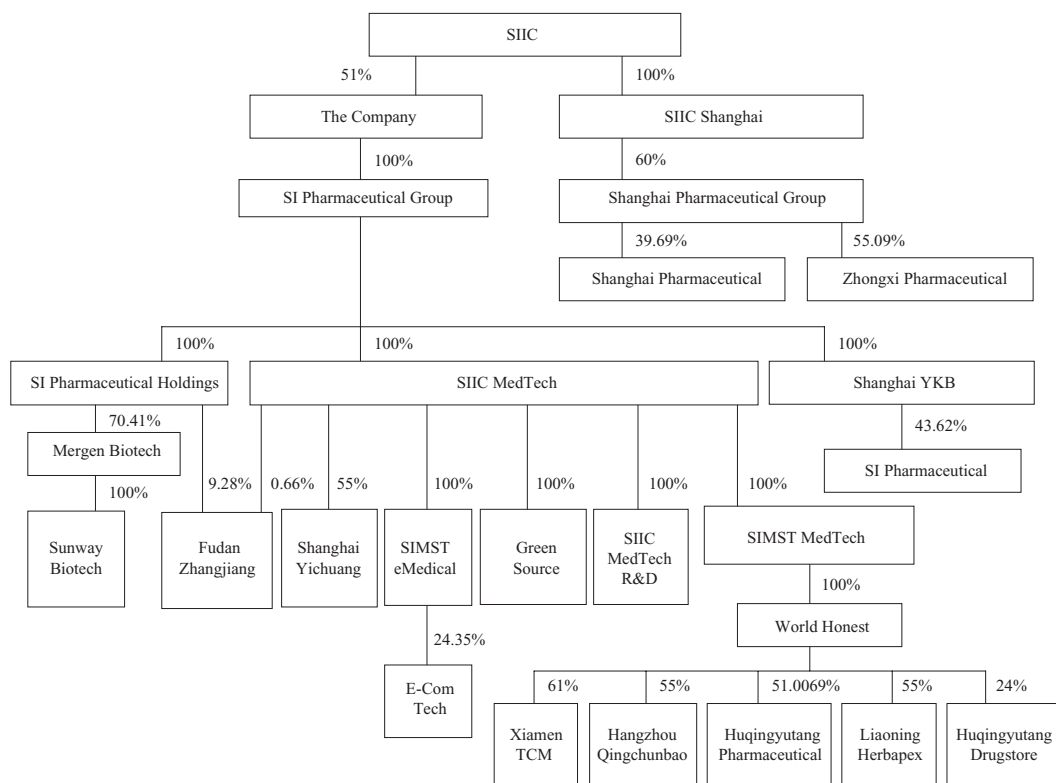 SIIC
51%
100%
The Company
SIIC Shanghai
100%
60%
SI Pharmaceutical Group
Shanghai Pharmaceutical Group
39.69%
55.09%
Shanghai Pharmaceutical
Zhongxi Pharmaceutical
100%
100%
100%
SI Pharmaceutical Holdings
SIIC MedTech
Shanghai YKB
70.41%
43.62%
Mergen Biotech
SI Pharmaceutical
100%
9.28%
0.66%
55%
100%
100%
100%
100%
Sunway
Biotech
Fudan
Zhangjiang
Shanghai
Yichuang
SIMST
eMedical
Green
Source
SIIC
MedTech
R&D
SIMST MedTech
100%
World Honest
24.35%
E-Com
Tech
61%
55%
51.0069%
55%
24%
Xiamen
TCM
Hangzhou
Qingchunbao
Huqingyutang
Pharmaceutical
Liaoning
Herbapex
Huqingyutang
Drugstore